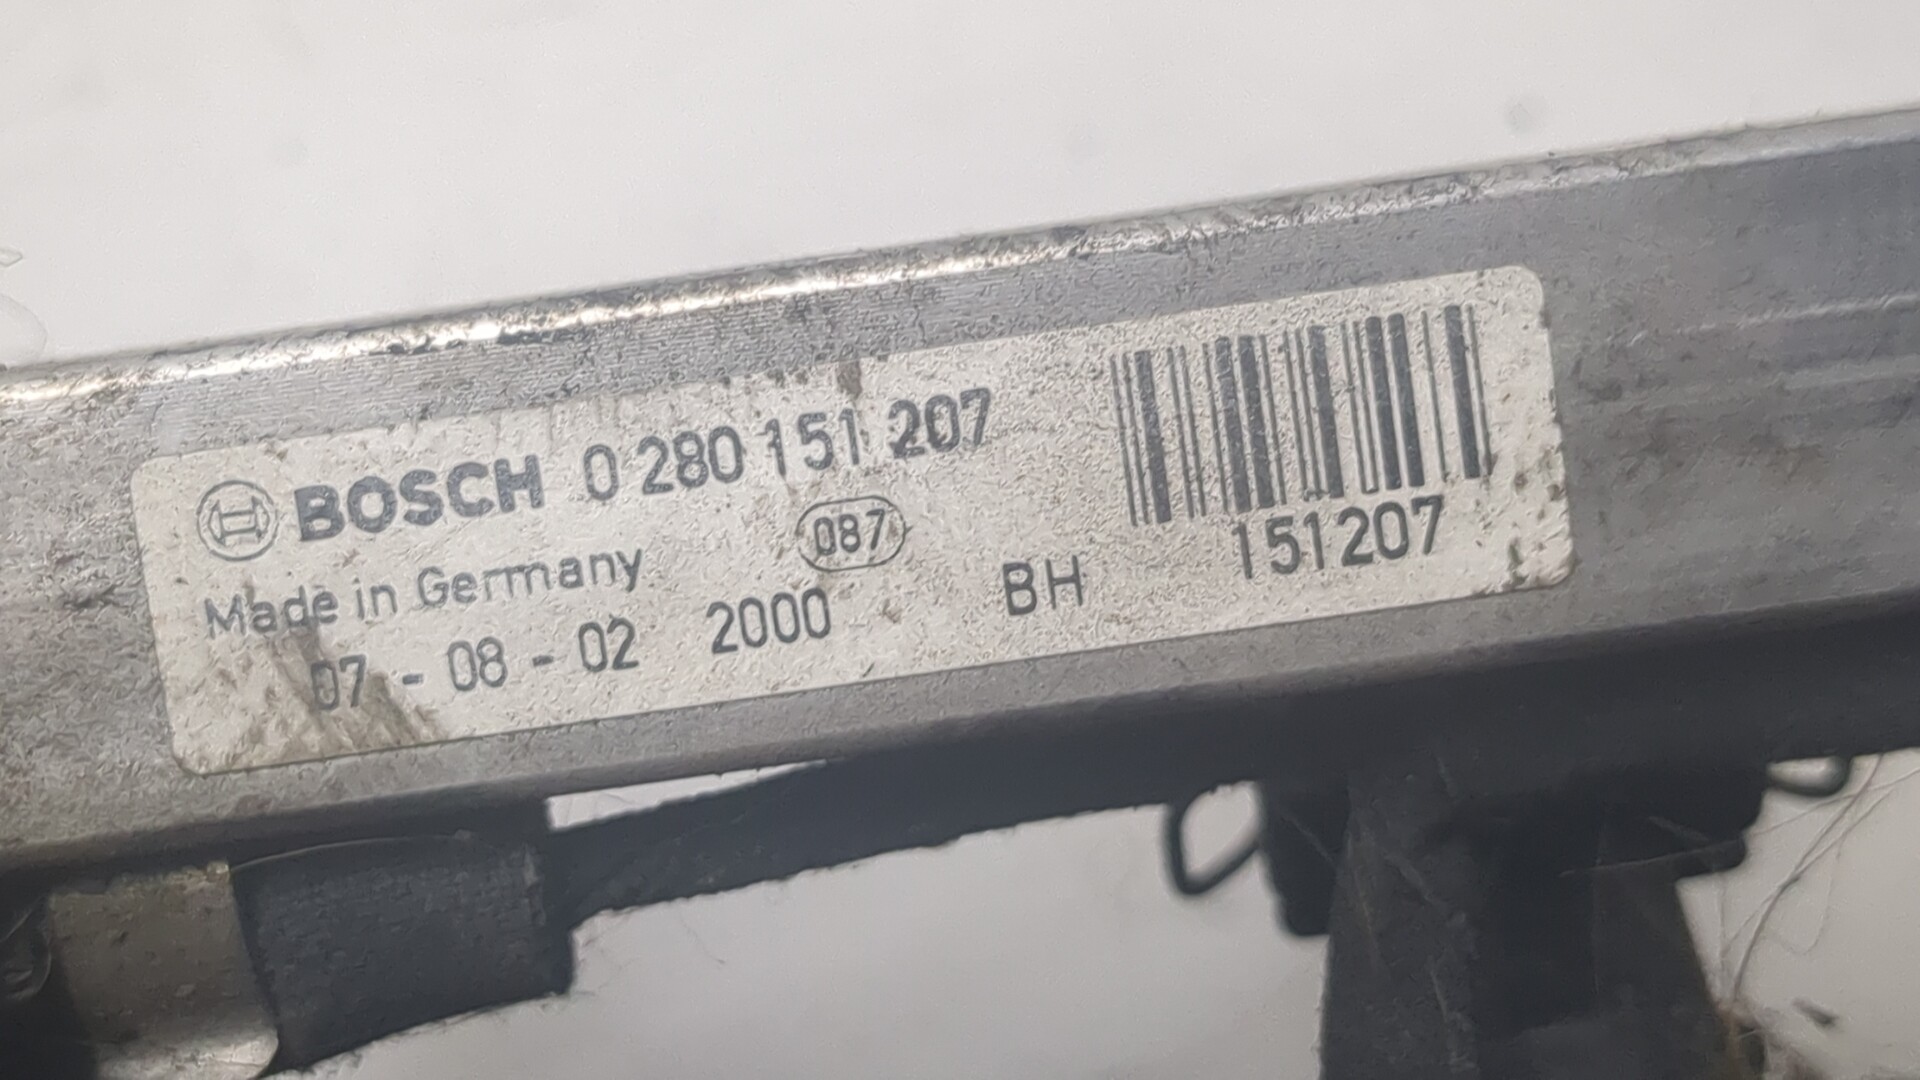 BOSCH 0 280 151 207
Made in Germany 087
07 - 08 - 02 2000 BH 151207